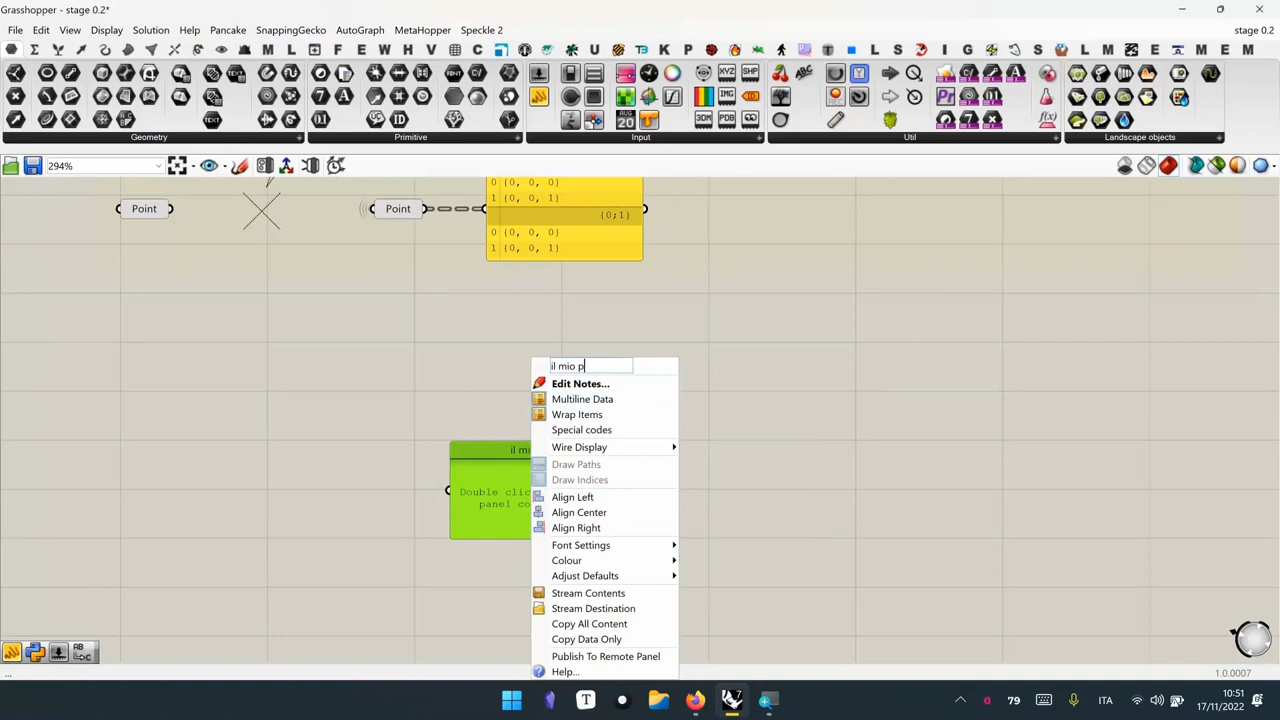 Grasshopper - stage 0.2*
File Edit View Display Solution Help Pancake SnappingGecko AutoGraph MetaHopper Speckle 2 stage 0.2
Geometry Primitive Input Util Landscape objects
294%
0 {0, 0, 0}
1 {0, 0, 1}
Point Point
{0;1}
0 {0, 0, 0}
1 {0, 0, 1}
il mio p
Edit Notes...
Multiline Data
Wrap Items
Special codes
Wire Display
il mi
Draw Paths
Draw Indices
Double clic
panel co
Align Left
Align Center
Align Right
Font Settings
Colour
Adjust Defaults
Stream Contents
Stream Destination
Copy All Content
Copy Data Only
Publish To Remote Panel
Help...
...
1.0.0007
79 ITA 10:51
17/11/2022